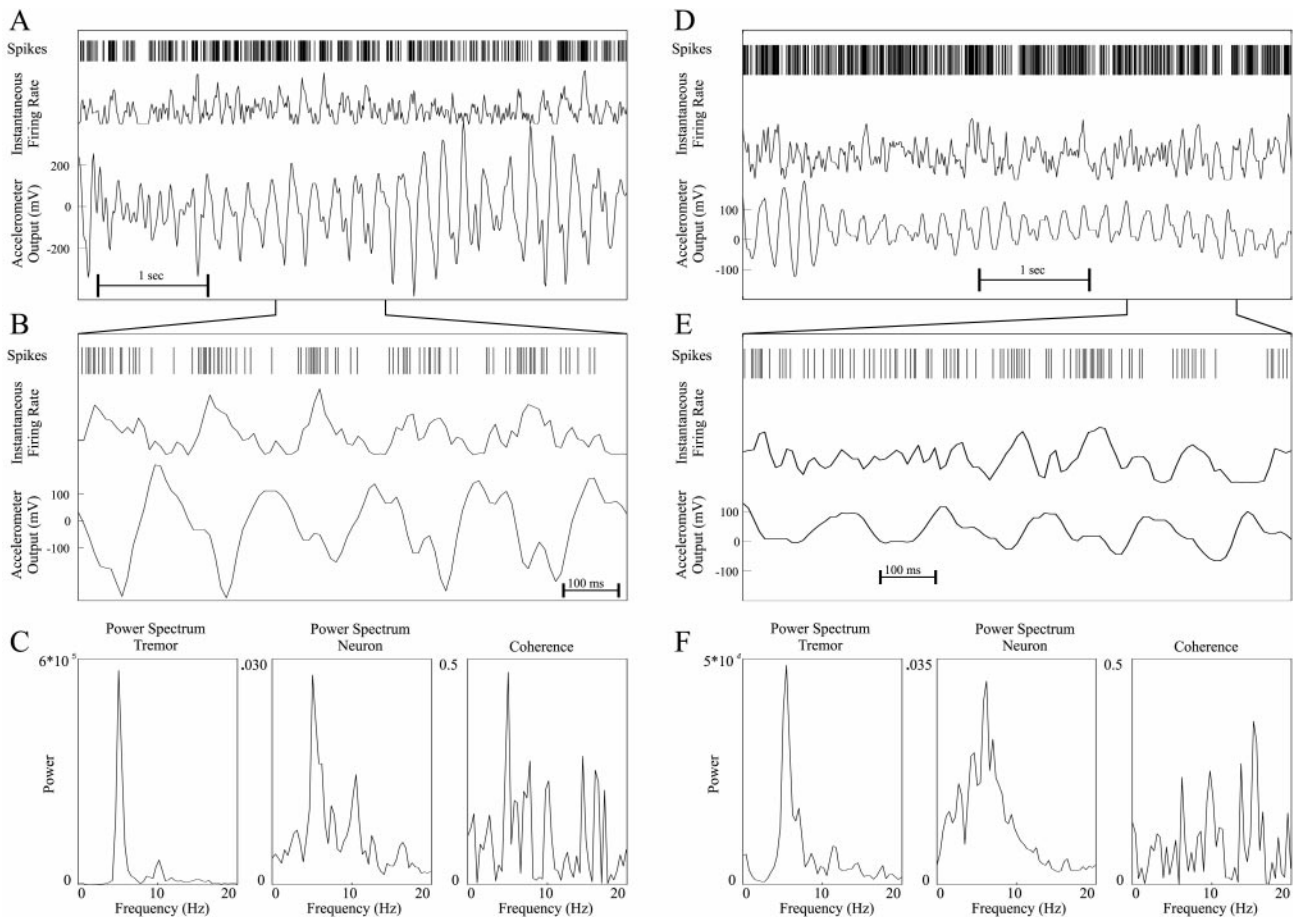 A
Spikes
Instantaneous
Firing Rate
Accelerometer
Output (mV)
200
0
-200
1 sec
B
Spikes
Instantaneous
Firing Rate
Accelerometer
Output (mV)
100
0
-100
100 ms
C
Power Spectrum
Tremor
6*10^5
Power
0
0 10 20
Frequency (Hz)
Power Spectrum
Neuron
.030
0
0 10 20
Frequency (Hz)
Coherence
0.5
0
0 10 20
Frequency (Hz)
D
Spikes
Instantaneous
Firing Rate
Accelerometer
Output (mV)
100
0
-100
1 sec
E
Spikes
Instantaneous
Firing Rate
Accelerometer
Output (mV)
100
0
-100
100 ms
F
Power Spectrum
Tremor
5*10^4
Power
0
0 10 20
Frequency (Hz)
Power Spectrum
Neuron
.035
0
0 10 20
Frequency (Hz)
Coherence
0.5
0
0 10 20
Frequency (Hz)